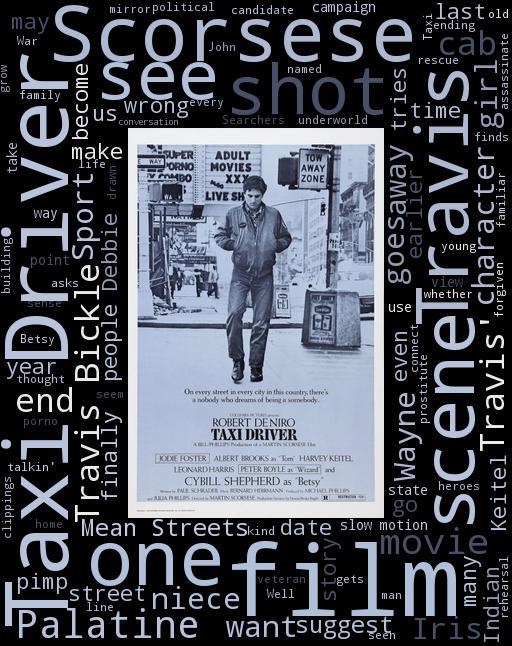 may
mirror
political
candidate
campaign
last
old
War
Scorsese
John
Taxi
ending
cab
rescue
assassinate
grow
family
see
shot
named
become
us
wrong
every
tries
time
girl
conversation
Searchers
underworld
finds
take
make
life
drawn
goesaway
earlier
character
familiar
Driver
Sport
way
Travis
young
building
point
Debbie
view
asks
whether
forgiven
sense
people
use
Betsy
connect
year
Travis Bickle
even
prostitute
Travis'
thought
seem
end
Wayne
porno
finally
scene
talkin'
heroes
clippings
state
Keitel
home
go
Taxi
Mean Streets
kind
date
slow motion
movie
one
film
story
many
pimp
veteran
gets
street
niece
Well
man
line
Indian
rehearsal
Palatine
want
suggest
seen
Iris
E WAY
SUPER
PORNO
COMBO
ADULT
MOVIES
XXX
LIVE SH
TOW
AWAY
ZONE
On every street in every city in this country, there's
a nobody who dreams of being a somebody.
COLUMBIA PICTURES presents
ROBERT DE NIRO
TAXI DRIVER
A BILL/PHILLIPS Production of a MARTIN SCORSESE Film
JODIE FOSTER ALBERT BROOKS as "Tom" HARVEY KEITEL
LEONARD HARRIS PETER BOYLE as "Wizard" and
CYBILL SHEPHERD as "Betsy"
Written by PAUL SCHRADER Music BERNARD HERRMANN Produced by MICHAEL PHILLIPS
and JULIA PHILLIPS Directed by MARTIN SCORSESE
R RESTRICTED